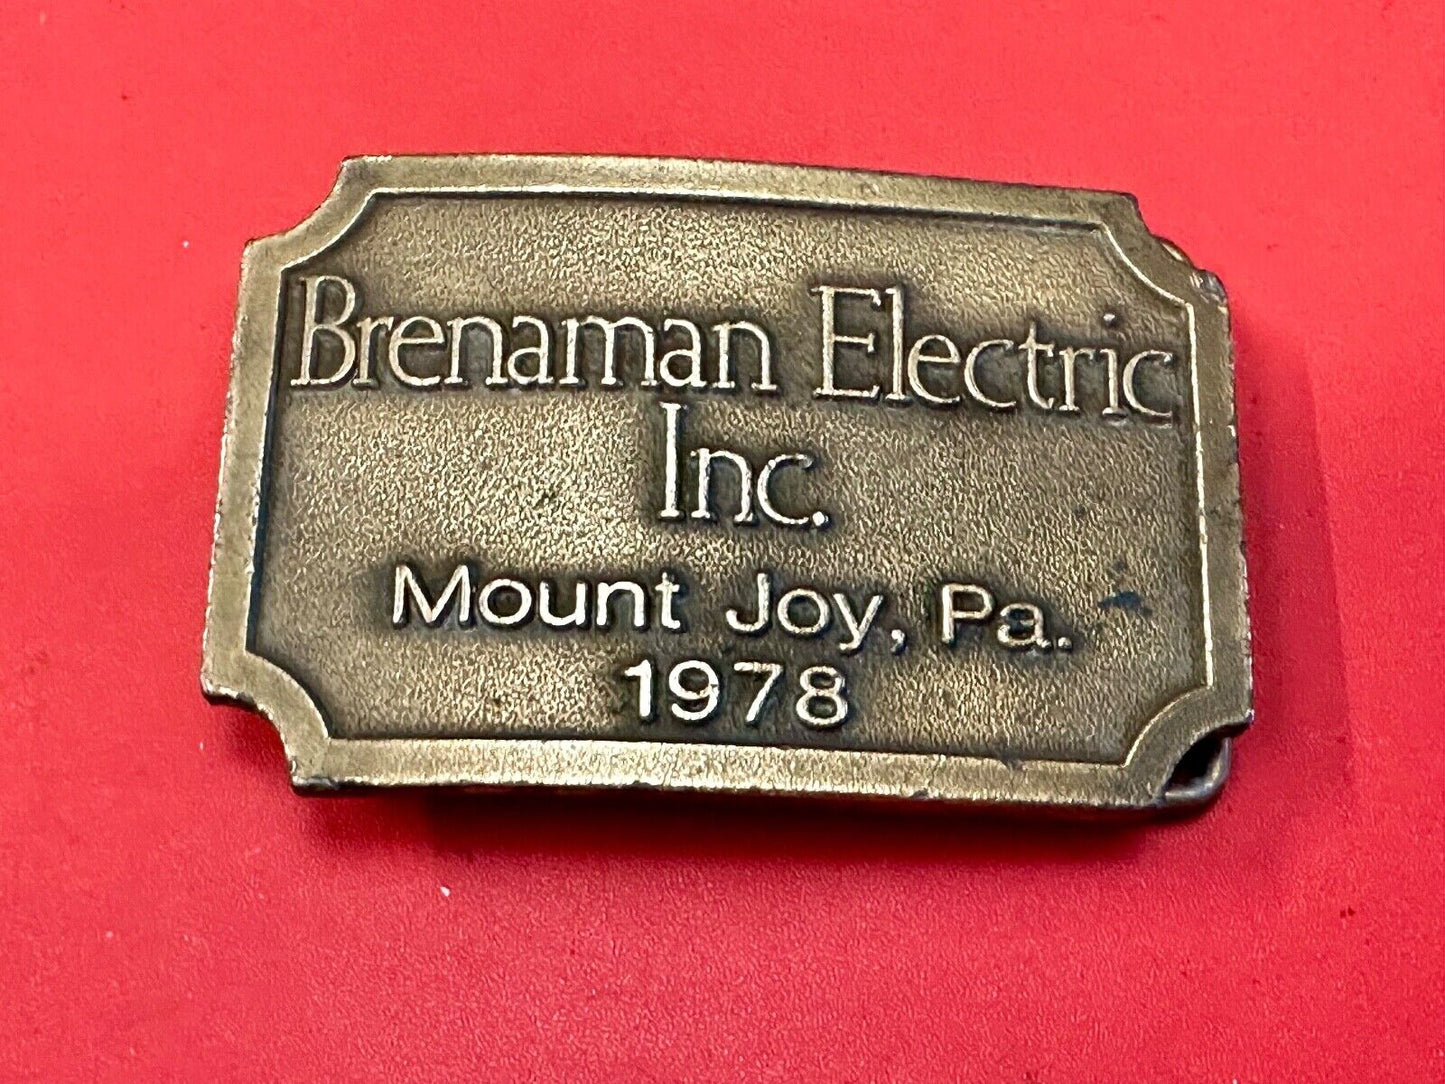 Brenaman Electric
Inc.
Mount Joy, Pa.
1978